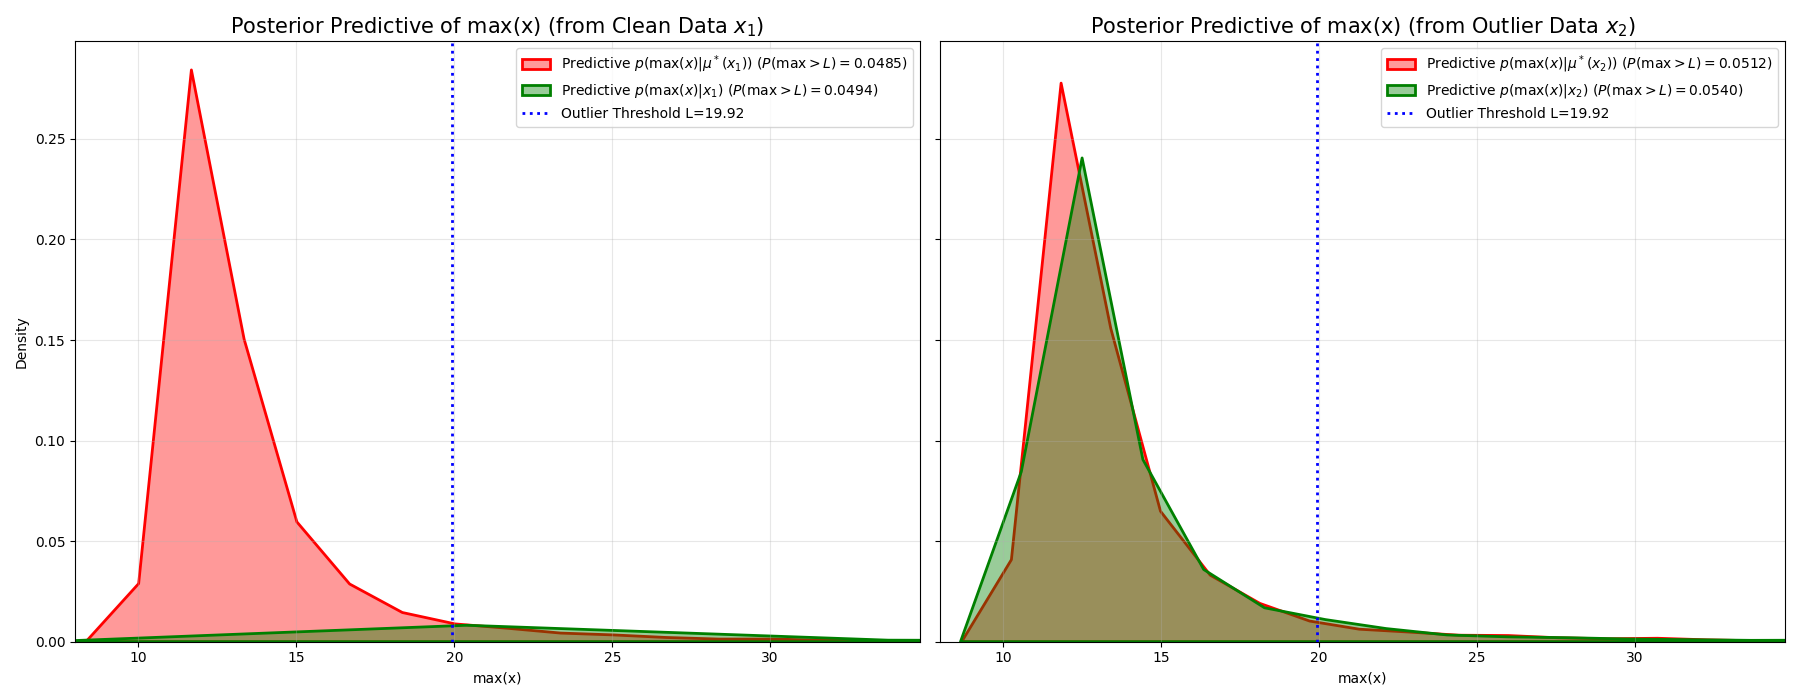 Posterior Predictive of max(x) (from Clean Data x₁)
Predictive p(max(x)|μ*(x₁)) (P(max > L) = 0.0485)
Predictive p(max(x)|x₁) (P(max > L) = 0.0494)
Outlier Threshold L=19.92
Density
0.25
0.20
0.15
0.10
0.05
0.00
10 15 20 25 30
max(x)
Posterior Predictive of max(x) (from Outlier Data x₂)
Predictive p(max(x)|μ*(x₂)) (P(max > L) = 0.0512)
Predictive p(max(x)|x₂) (P(max > L) = 0.0540)
Outlier Threshold L=19.92
10 15 20 25 30
max(x)